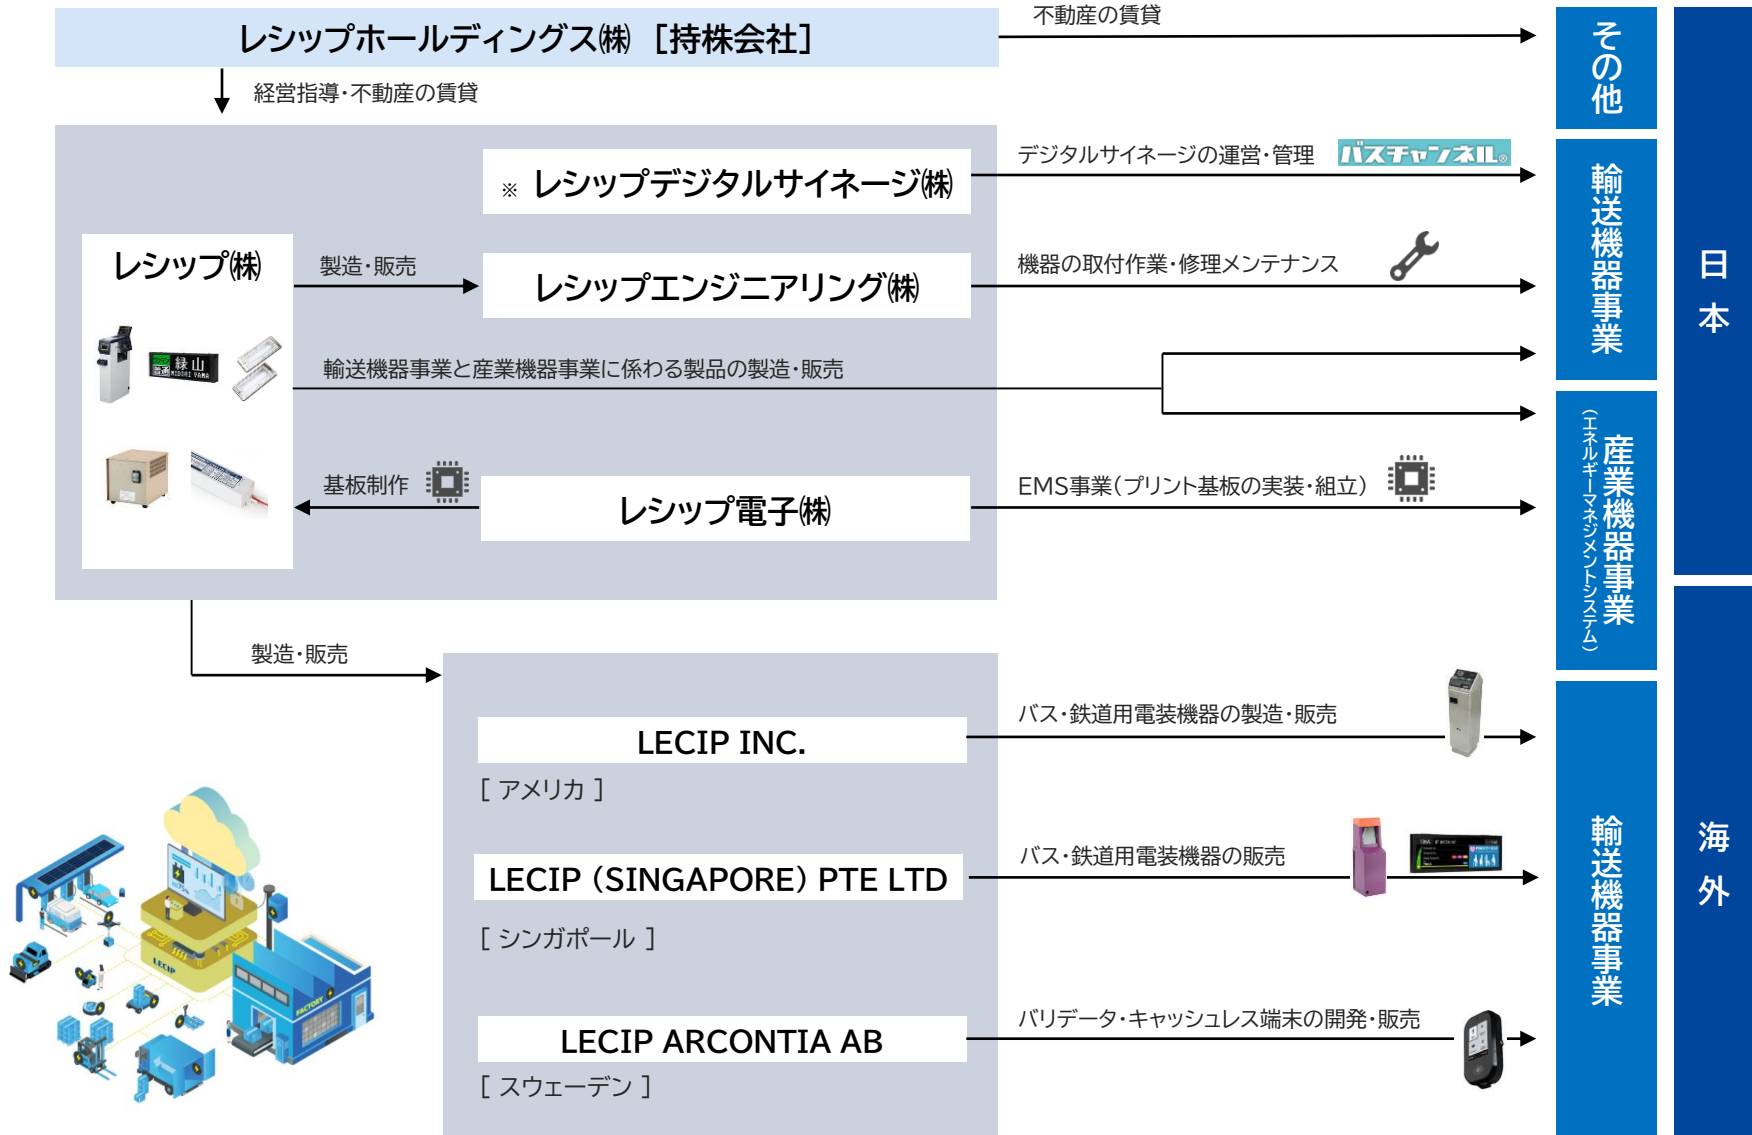 レシップホールディングス㈱ [持株会社]
不動産の賃貸
経営指導・不動産の賃貸
その他
※ レシップデジタルサイネージ㈱
デジタルサイネージの運営・管理
バスチャンネル®
レシップ㈱
製造・販売
レシップエンジニアリング㈱
機器の取付作業・修理メンテナンス
輸送機器事業
日本
緑山
MIDORI YAMA
輸送機器事業と産業機器事業に係わる製品の製造・販売
基板制作
レシップ電子㈱
EMS事業(プリント基板の実装・組立)
産業機器事業
(エネルギーマネジメントシステム)
製造・販売
LECIP INC.
[ アメリカ ]
バス・鉄道用電装機器の製造・販売
LECIP (SINGAPORE) PTE LTD
[ シンガポール ]
バス・鉄道用電装機器の販売
LECIP ARCONTIA AB
[ スウェーデン ]
バリデータ・キャッシュレス端末の開発・販売
輸送機器事業
海外
LECIP
FACTORY